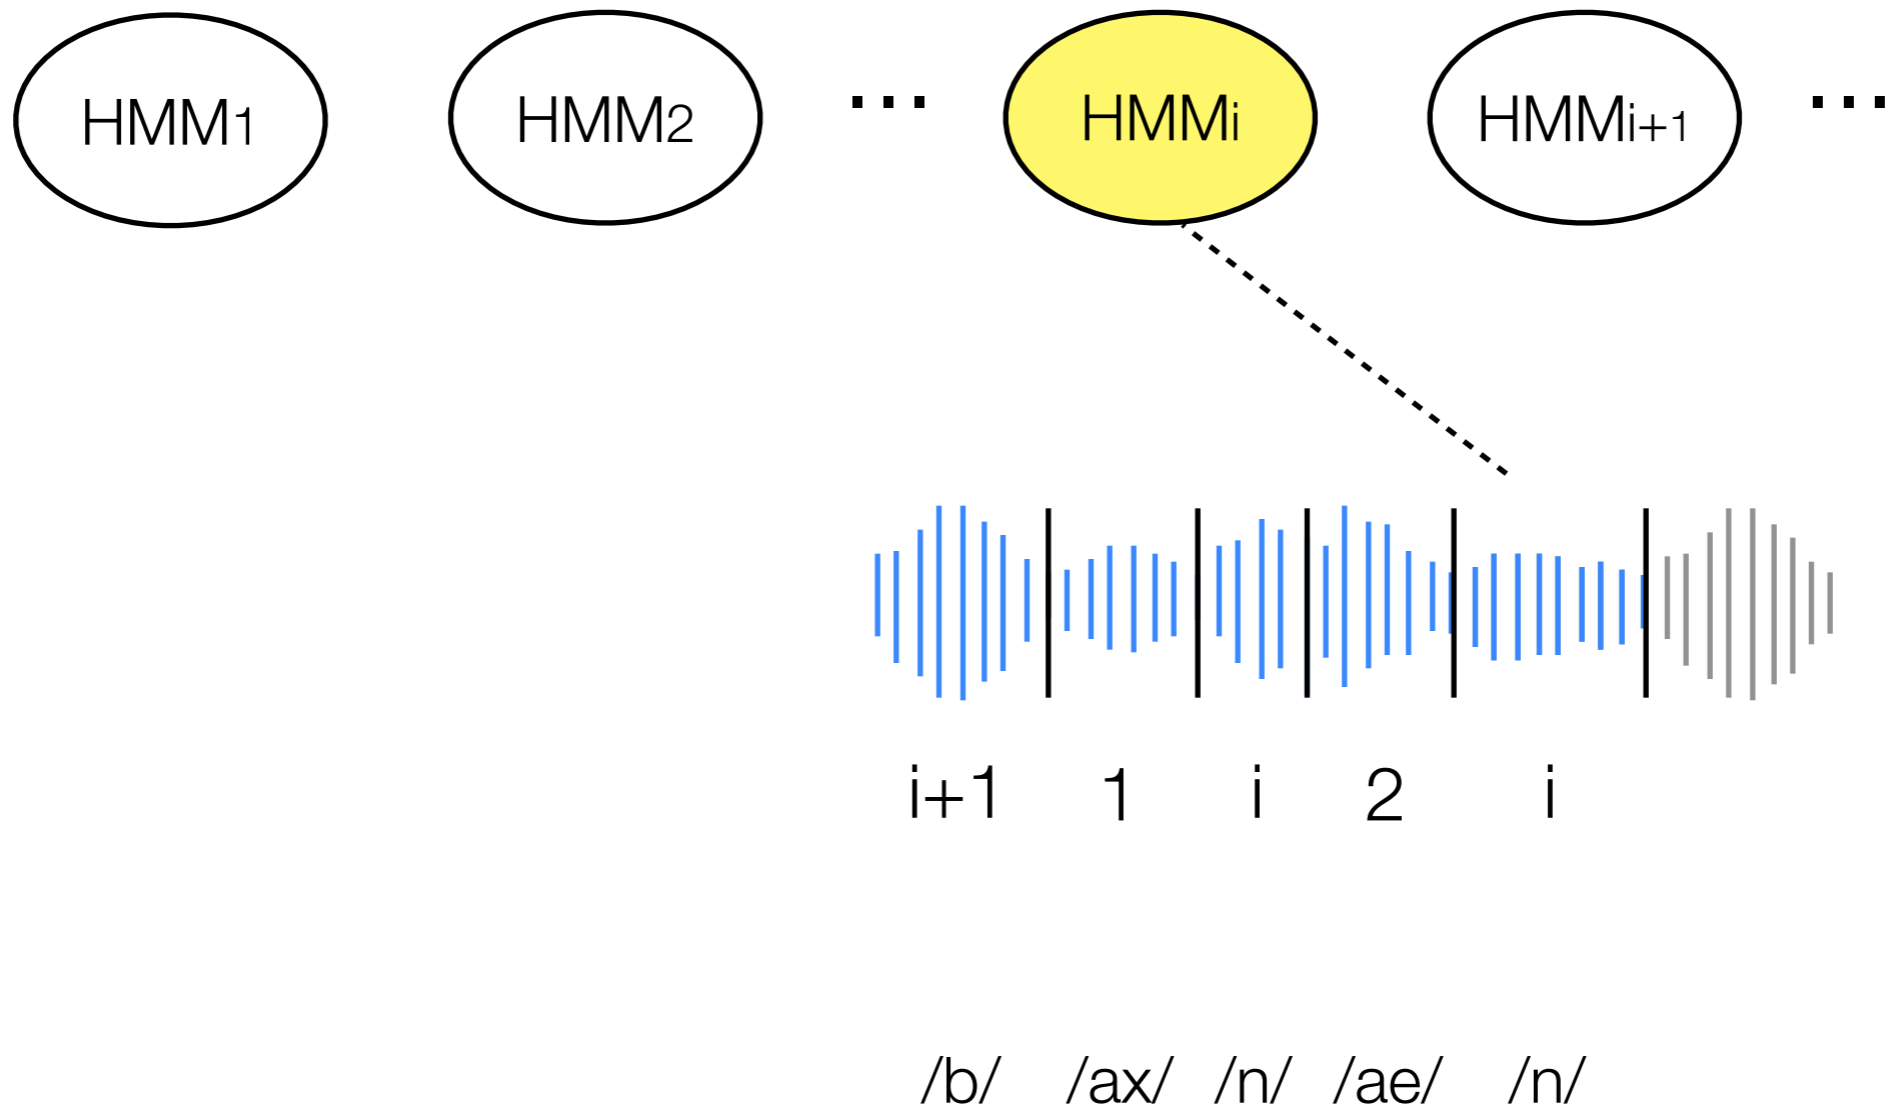 HMM1 HMM2 ... HMMi HMMi+1 ...
i+1 1 i 2 i
/b/ /ax/ /n/ /ae/ /n/